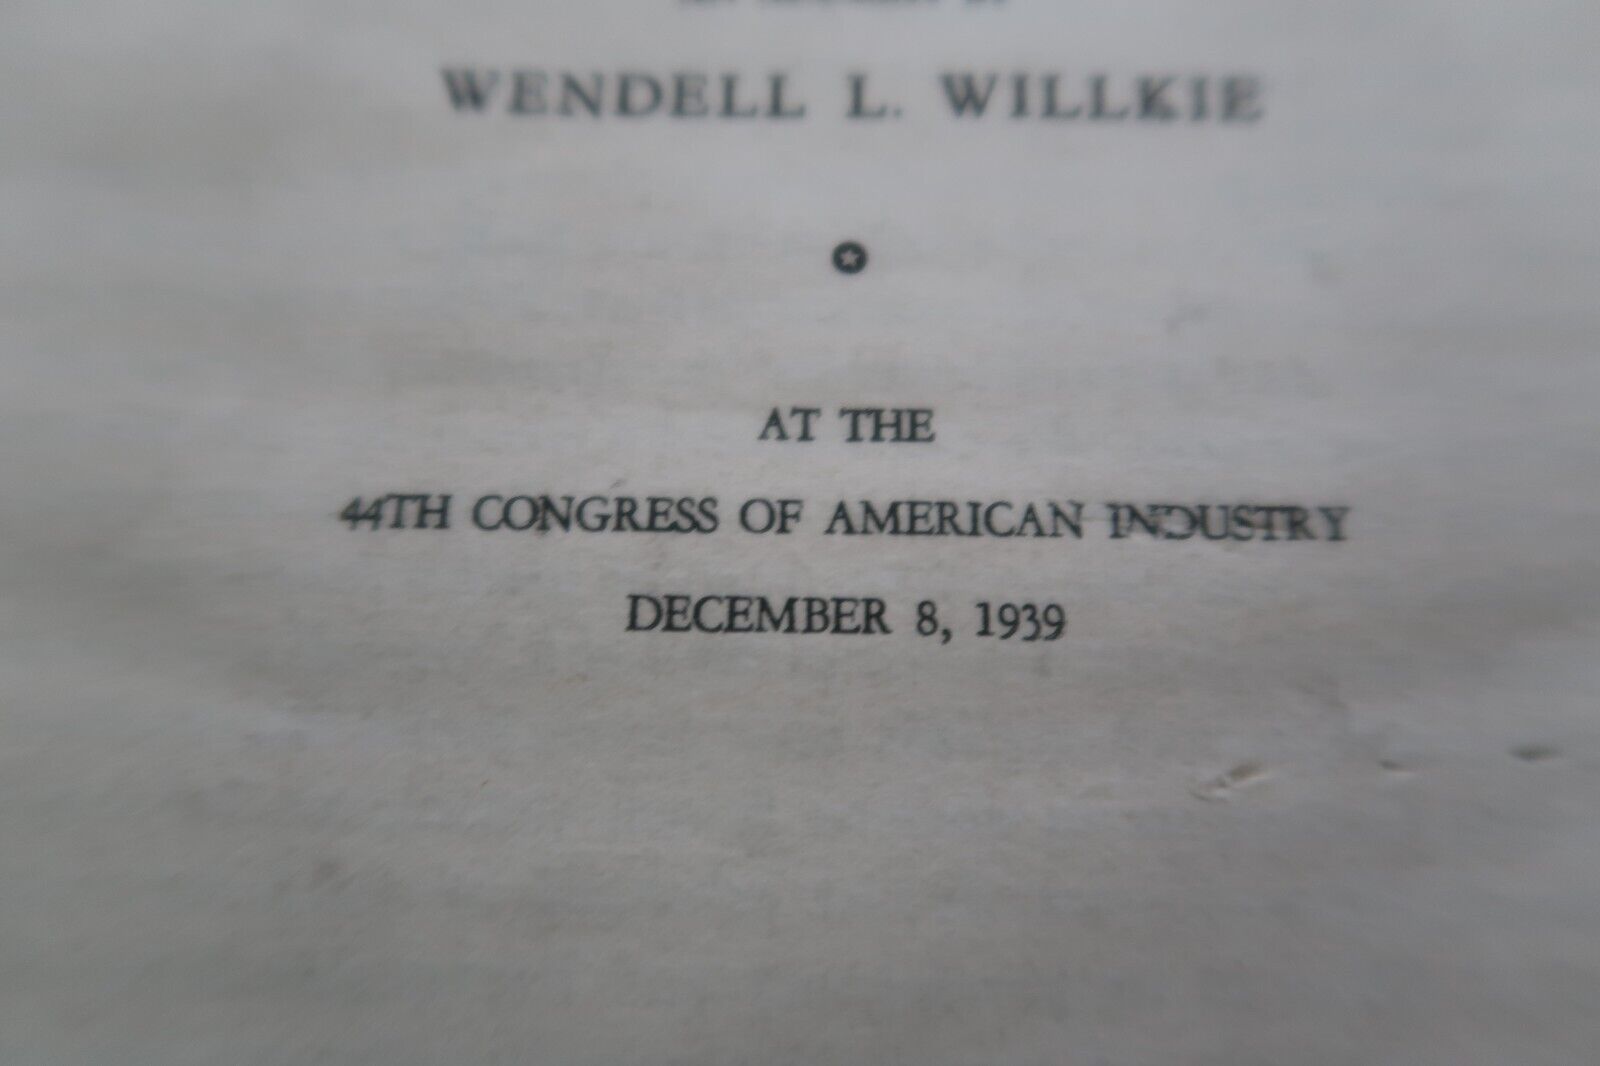 WENDELL L. WILLKIE
AT THE
44TH CONGRESS OF AMERICAN INDUSTRY
DECEMBER 8, 1939